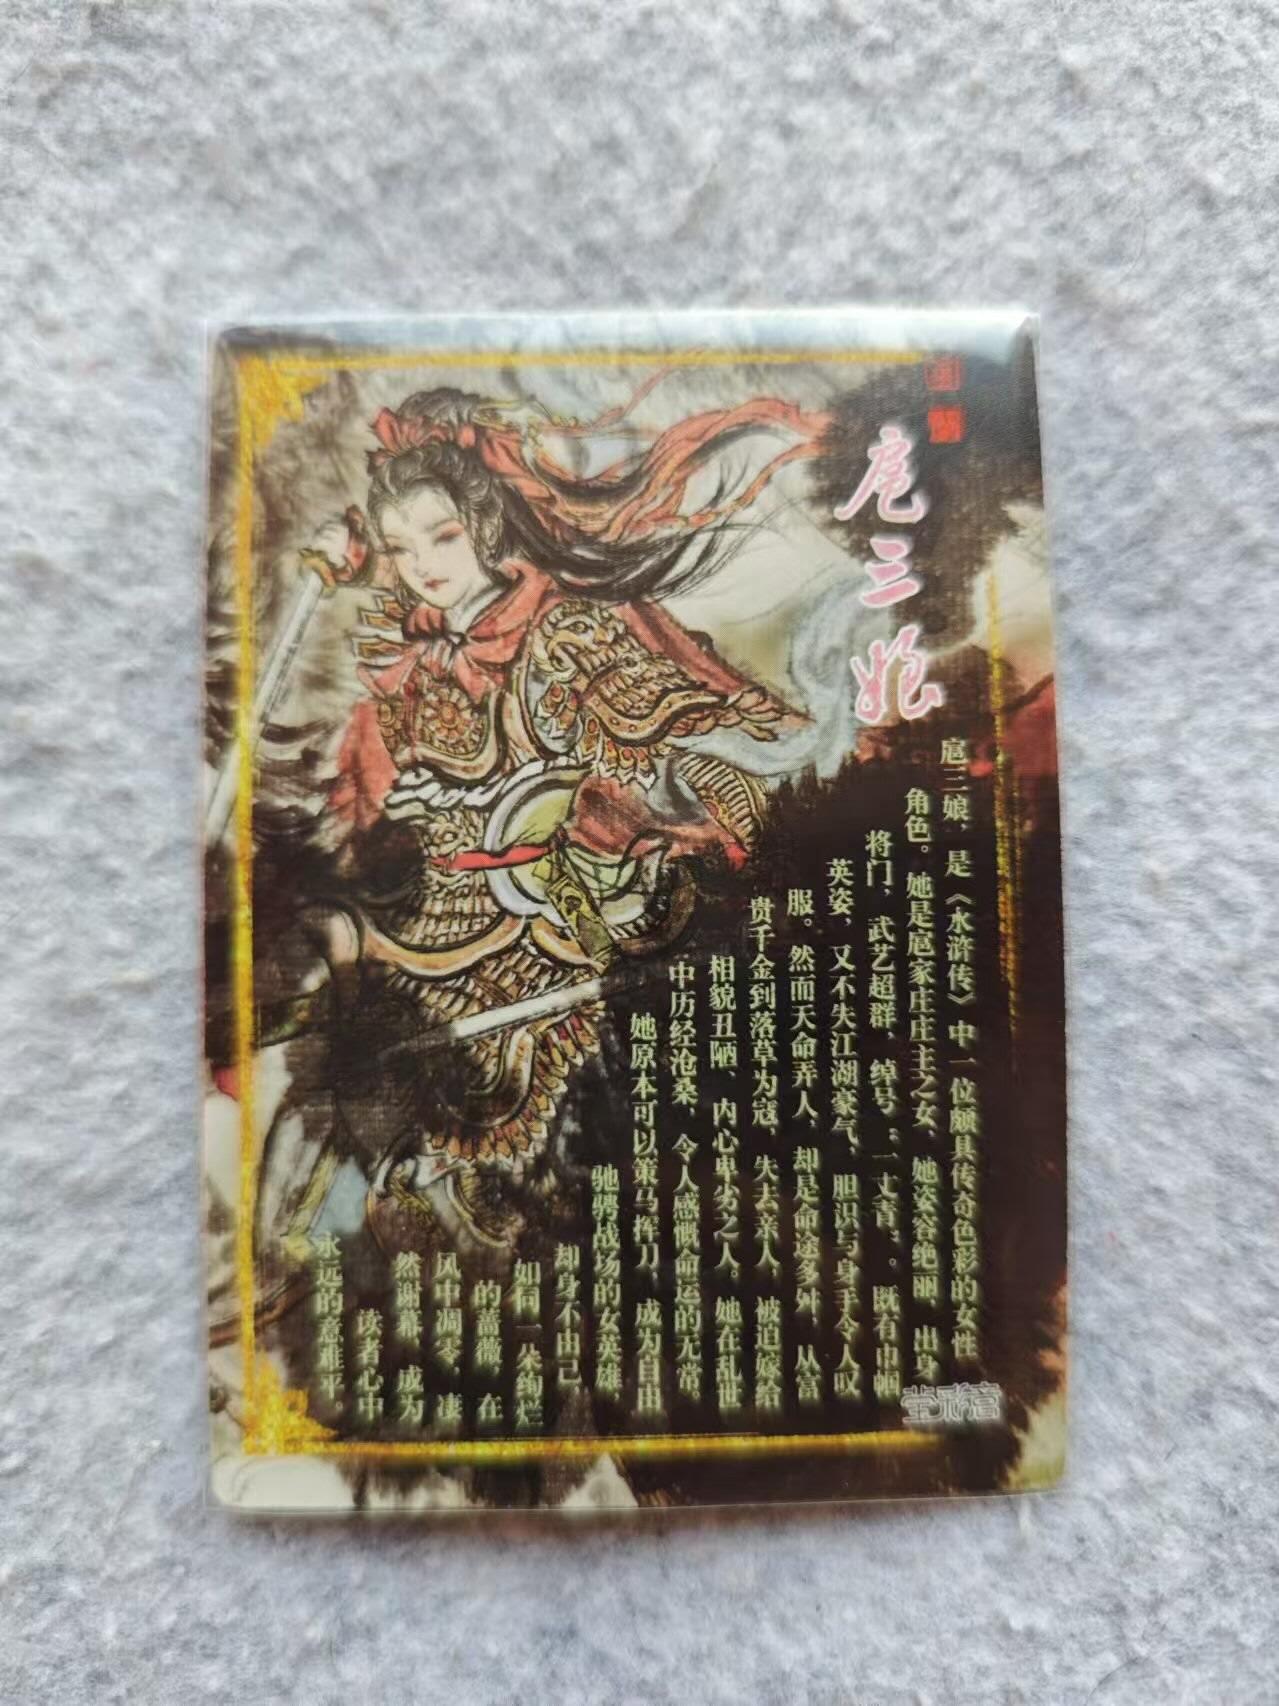 扈三娘
扈三娘，是《水浒传》中一位颇具传奇色彩的女性
角色。她是扈家庄庄主之女，她姿容绝丽，出身
将门，武艺超群，绰号：一丈青：。既有巾帼
英姿，又不失江湖豪气，胆识与身手令人叹
服。然而天命弄人，却是命途多舛，从富
贵千金到落草为寇，失去亲人，被迫嫁给
相貌丑陋、内心卑劣之人。她在乱世
中历经沧桑，令人感慨命运的无常。
她原本可以策马挥刀，成为自由
驰骋战场的女英雄，
却身不由己，
如同一朵绚烂
的蔷薇，在
风中凋零，凄
然谢幕，成为
读者心中
永远的意难平。